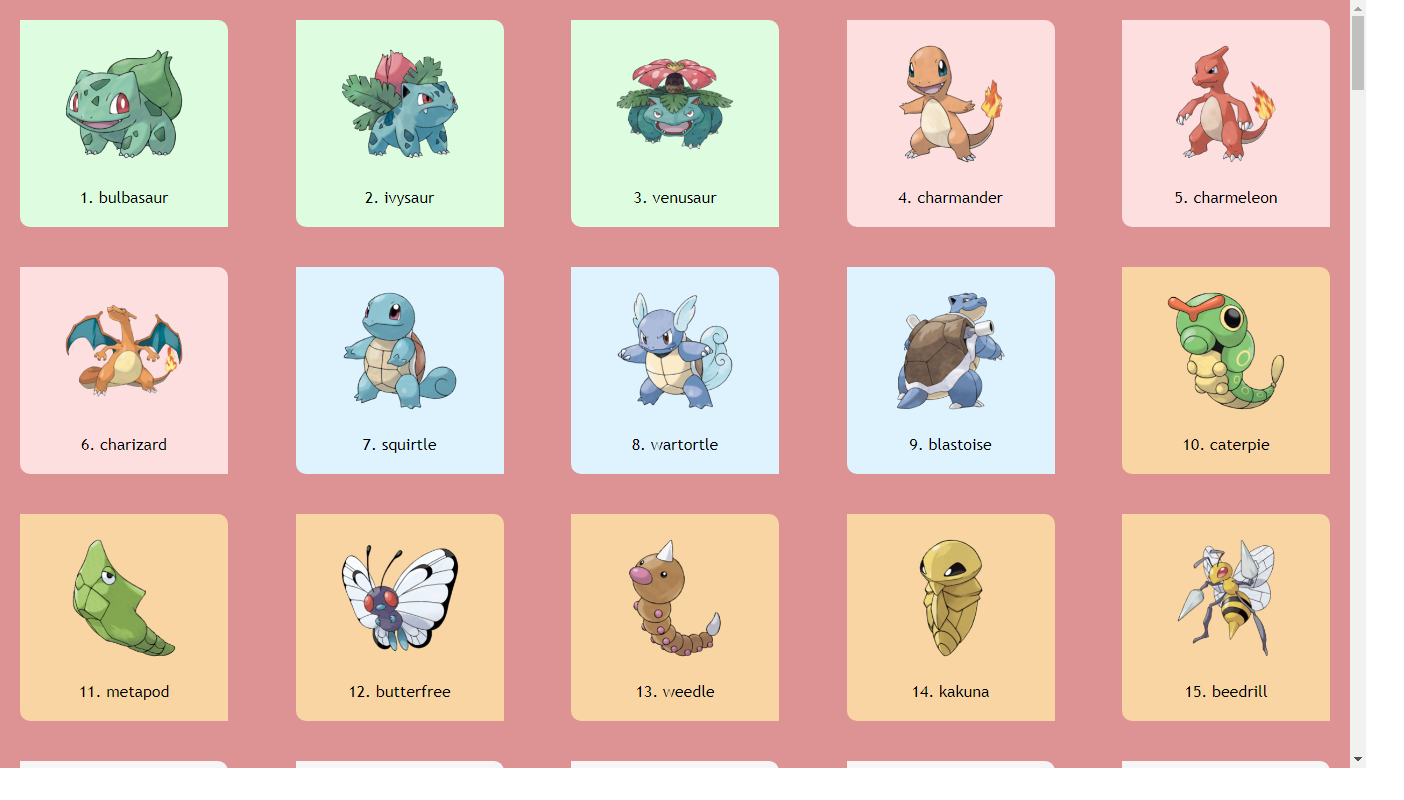 1. bulbasaur
2. ivysaur
3. venusaur
4. charmander
5. charmeleon
6. charizard
7. squirtle
8. wartortle
9. blastoise
10. caterpie
11. metapod
12. butterfree
13. weedle
14. kakuna
15. beedrill